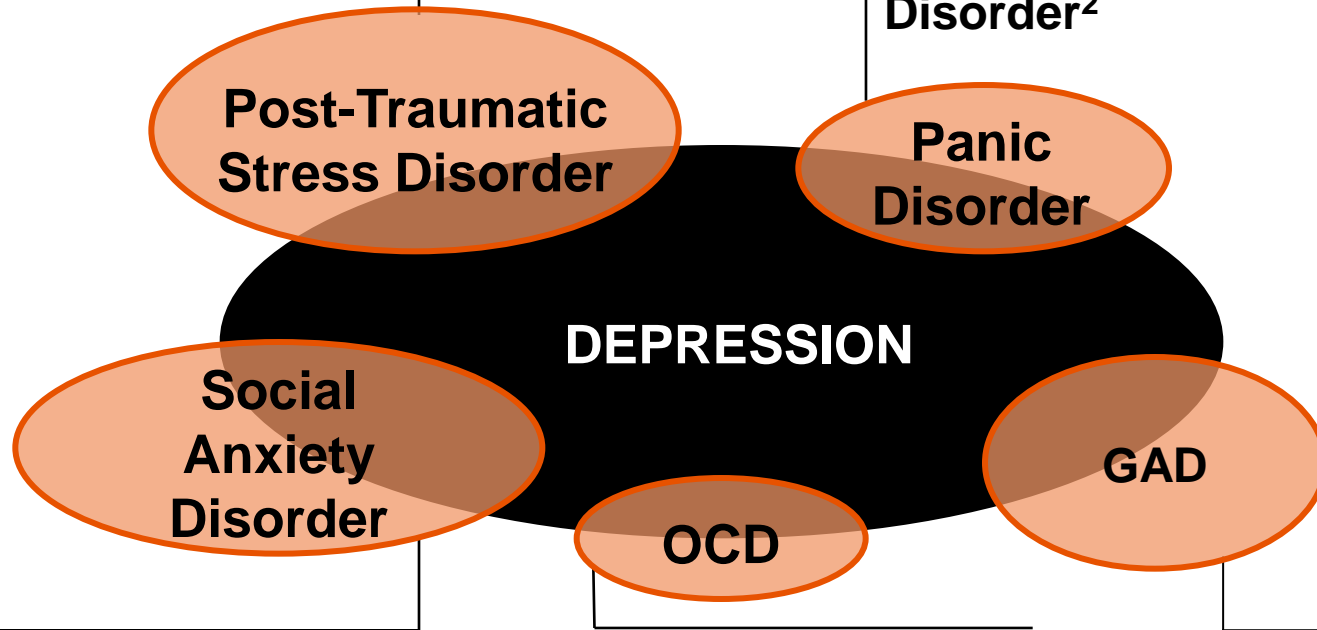 Disorder²
Post-Traumatic
Stress Disorder
Panic
Disorder
DEPRESSION
Social
Anxiety
Disorder
GAD
OCD